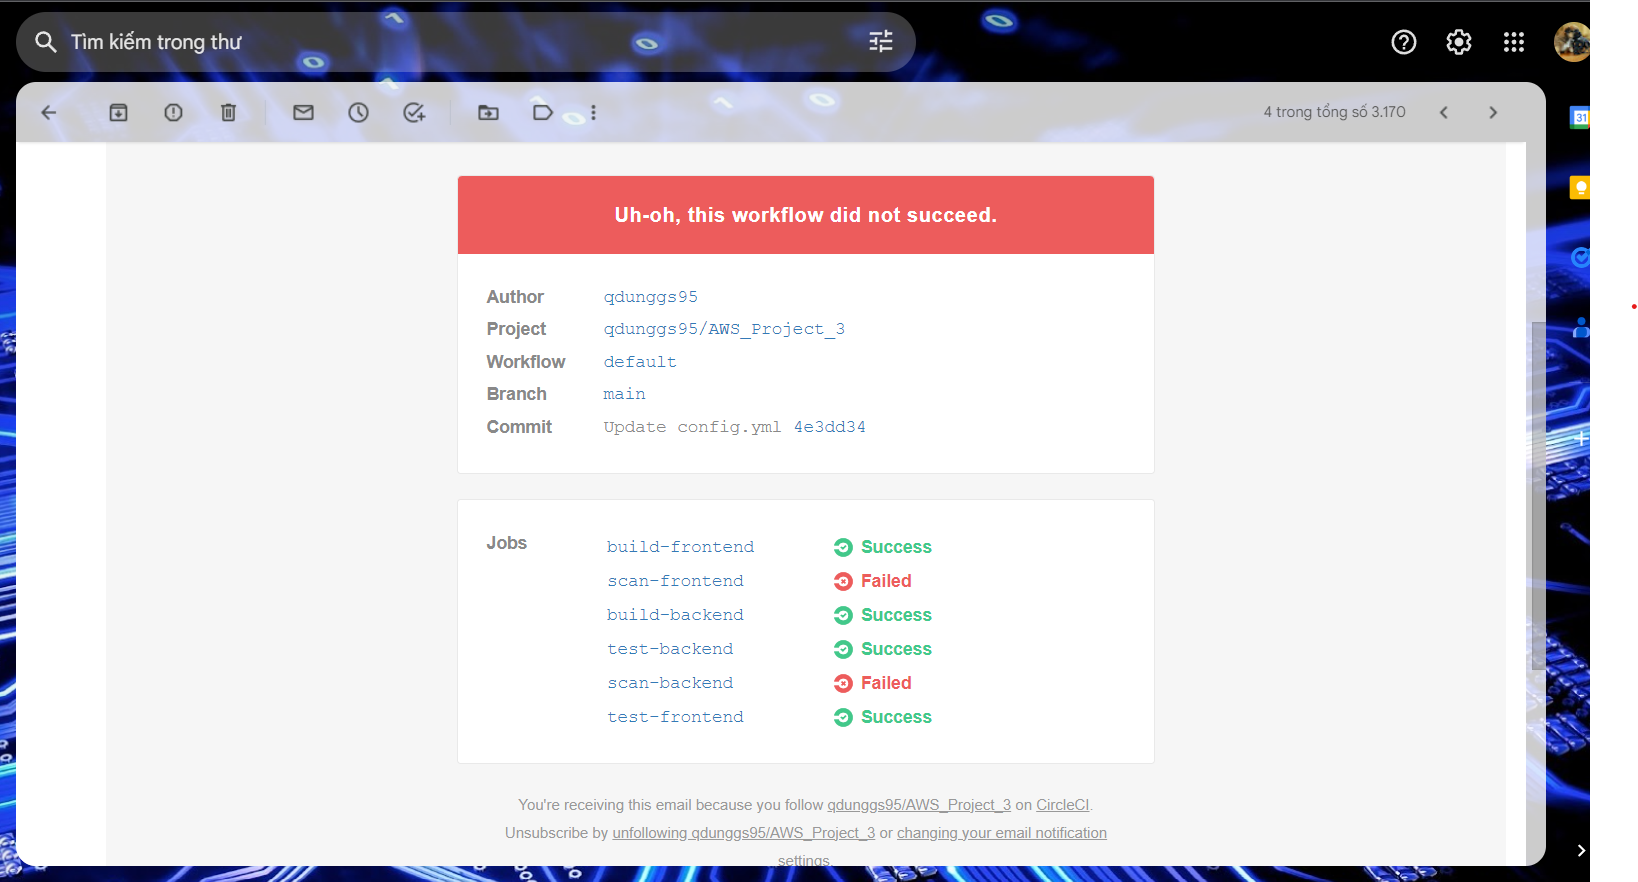 Tìm kiếm trong thư
4 trong tổng số 3.170
31
Uh-oh, this workflow did not succeed.
Author qdunggs95
Project qdunggs95/AWS_Project_3
Workflow default
Branch main
Commit Update config.yml 4e3dd34
Jobs
build-frontend Success
scan-frontend Failed
build-backend Success
test-backend Success
scan-backend Failed
test-frontend Success
You're receiving this email because you follow qdunggs95/AWS_Project_3 on CircleCI.
Unsubscribe by unfollowing qdunggs95/AWS_Project_3 or changing your email notification
settings